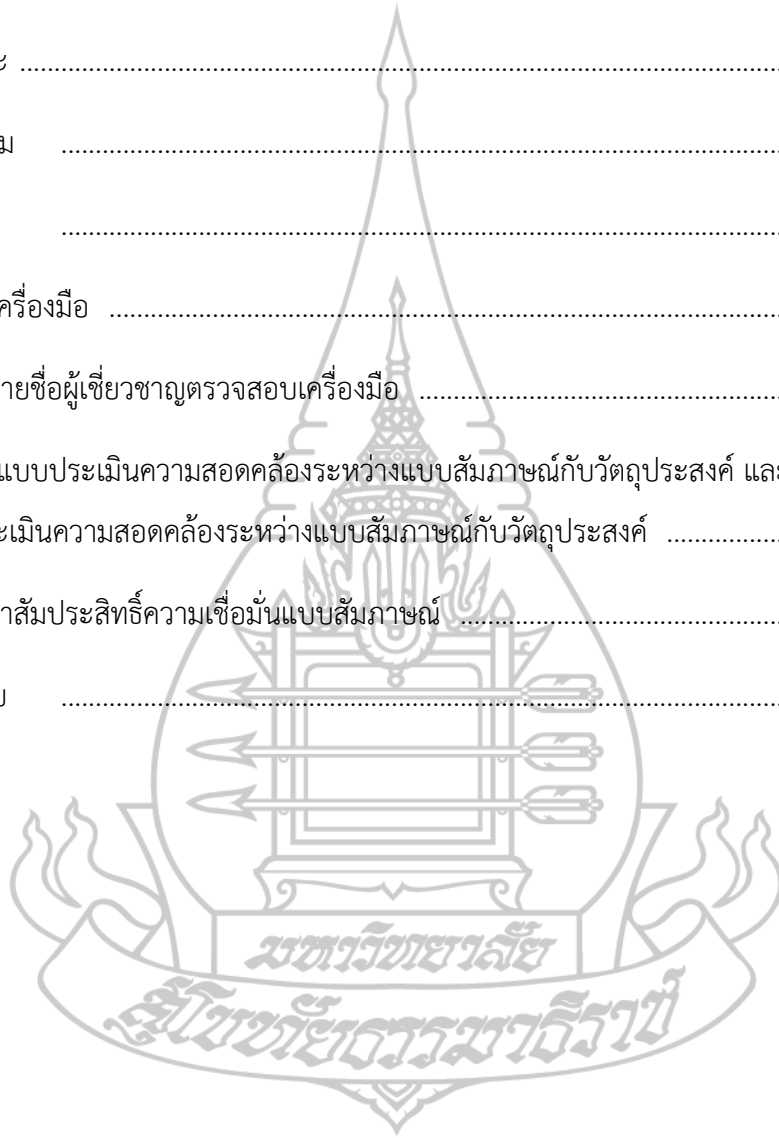 ะ ........................................................................................................
ม ........................................................................................................
........................................................................................................
ครื่องมือ ........................................................................................................
ายชื่อผู้เชี่ยวชาญตรวจสอบเครื่องมือ ........................................................
แบบประเมินความสอดคล้องระหว่างแบบสัมภาษณ์กับวัตถุประสงค์ และ
ะเมินความสอดคล้องระหว่างแบบสัมภาษณ์กับวัตถุประสงค์ .................
าสัมประสิทธิ์ความเชื่อมั่นแบบสัมภาษณ์ ................................................
ย ........................................................................................................
มหาวิทยาลัย
สุโขทัยธรรมาธิราช